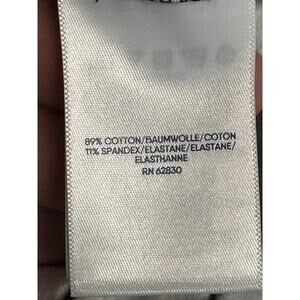 89% COTTON/BAUMWOLLE/COTON
11% SPANDEX/ELASTANE/ELASTANE/
ELASTHANNE
RN 62830